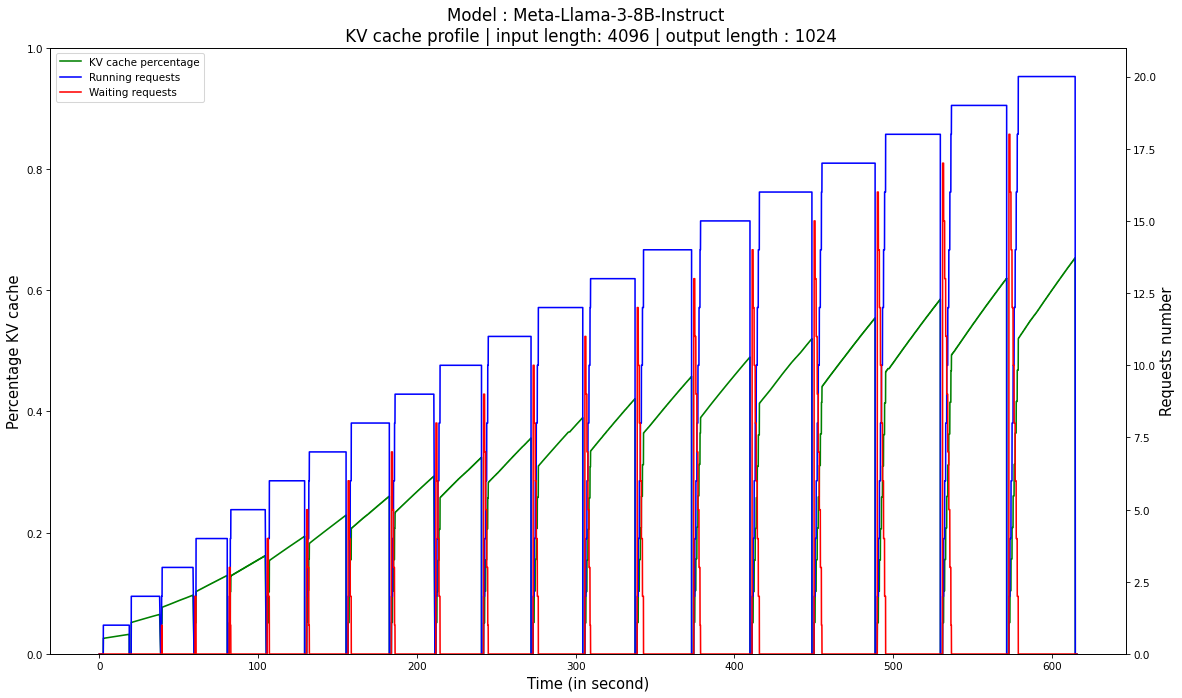 Model : Meta-Llama-3-8B-Instruct
KV cache profile | input length: 4096 | output length : 1024
KV cache percentage
Running requests
Waiting requests
Percentage KV cache
1.0
0.8
0.6
0.4
0.2
0.0
20.0
17.5
15.0
12.5
10.0
7.5
5.0
2.5
0.0
Requests number
0
100
200
300
400
500
600
Time (in second)